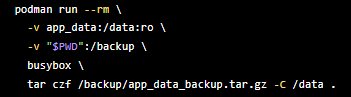 podman run --rm \
-v app_data:/data:ro \
-v "$PWD":/backup \
busybox \
tar czf /backup/app_data_backup.tar.gz -C /data .